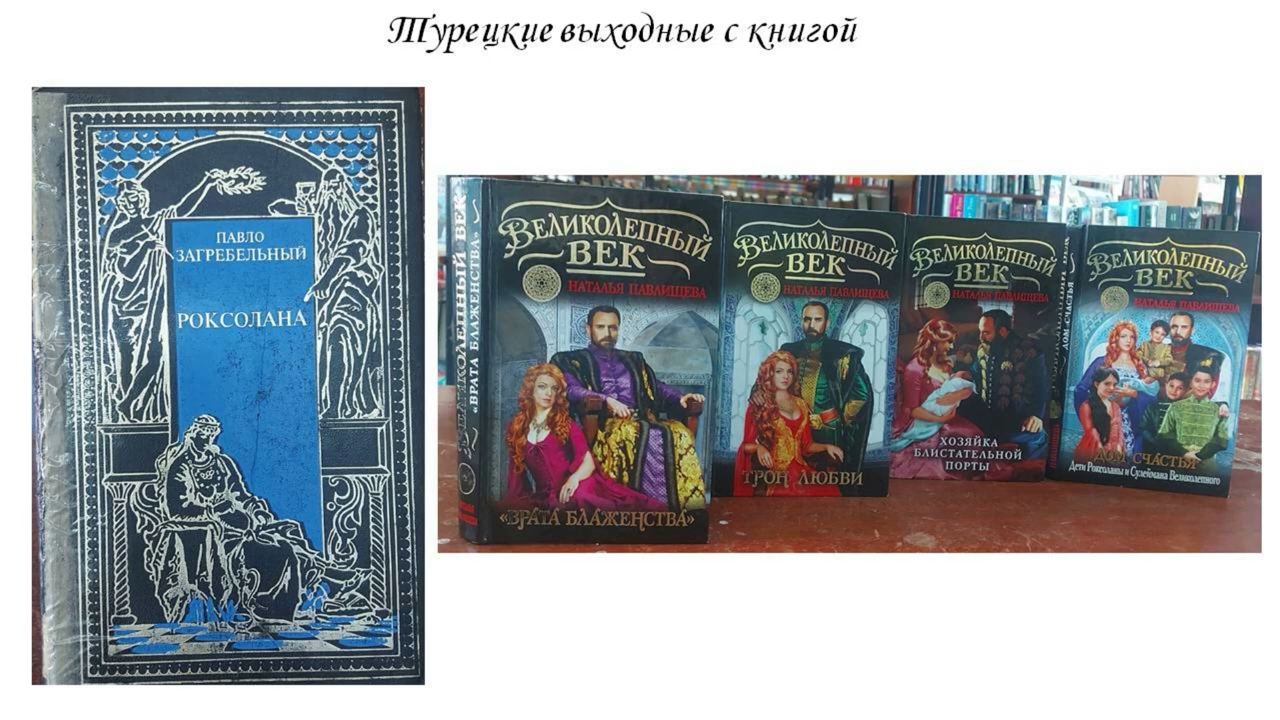 Турецкие выходные с книгой
ПАВЛО
ЗАГРЕБЕЛЬНЫЙ
РОКСОЛАНА
ВЕЛИКОЛЕПНЫЙ ВЕК
«ВРАТА БЛАЖЕНСТВА»
ВЕЛИКОЛЕПНЫЙ
ВЕК
НАТАЛЬЯ ПАВЛИЩЕВА
«ВРАТА БЛАЖЕНСТВА»
ВЕЛИКОЛЕПНЫЙ
ВЕК
НАТАЛЬЯ ПАВЛИЩЕВА
ТРОН ЛЮБВИ
ВЕЛИКОЛЕПНЫЙ
ВЕК
НАТАЛЬЯ ПАВЛИЩЕВА
ХОЗЯЙКА
БЛИСТАТЕЛЬНОЙ
ПОРТЫ
ВЕЛИКОЛЕПНЫЙ
ВЕК
НАТАЛЬЯ ПАВЛИЩЕВА
ДОМ СЧАСТЬЯ
Дети Роксоланы и Сулеймана Великолепного